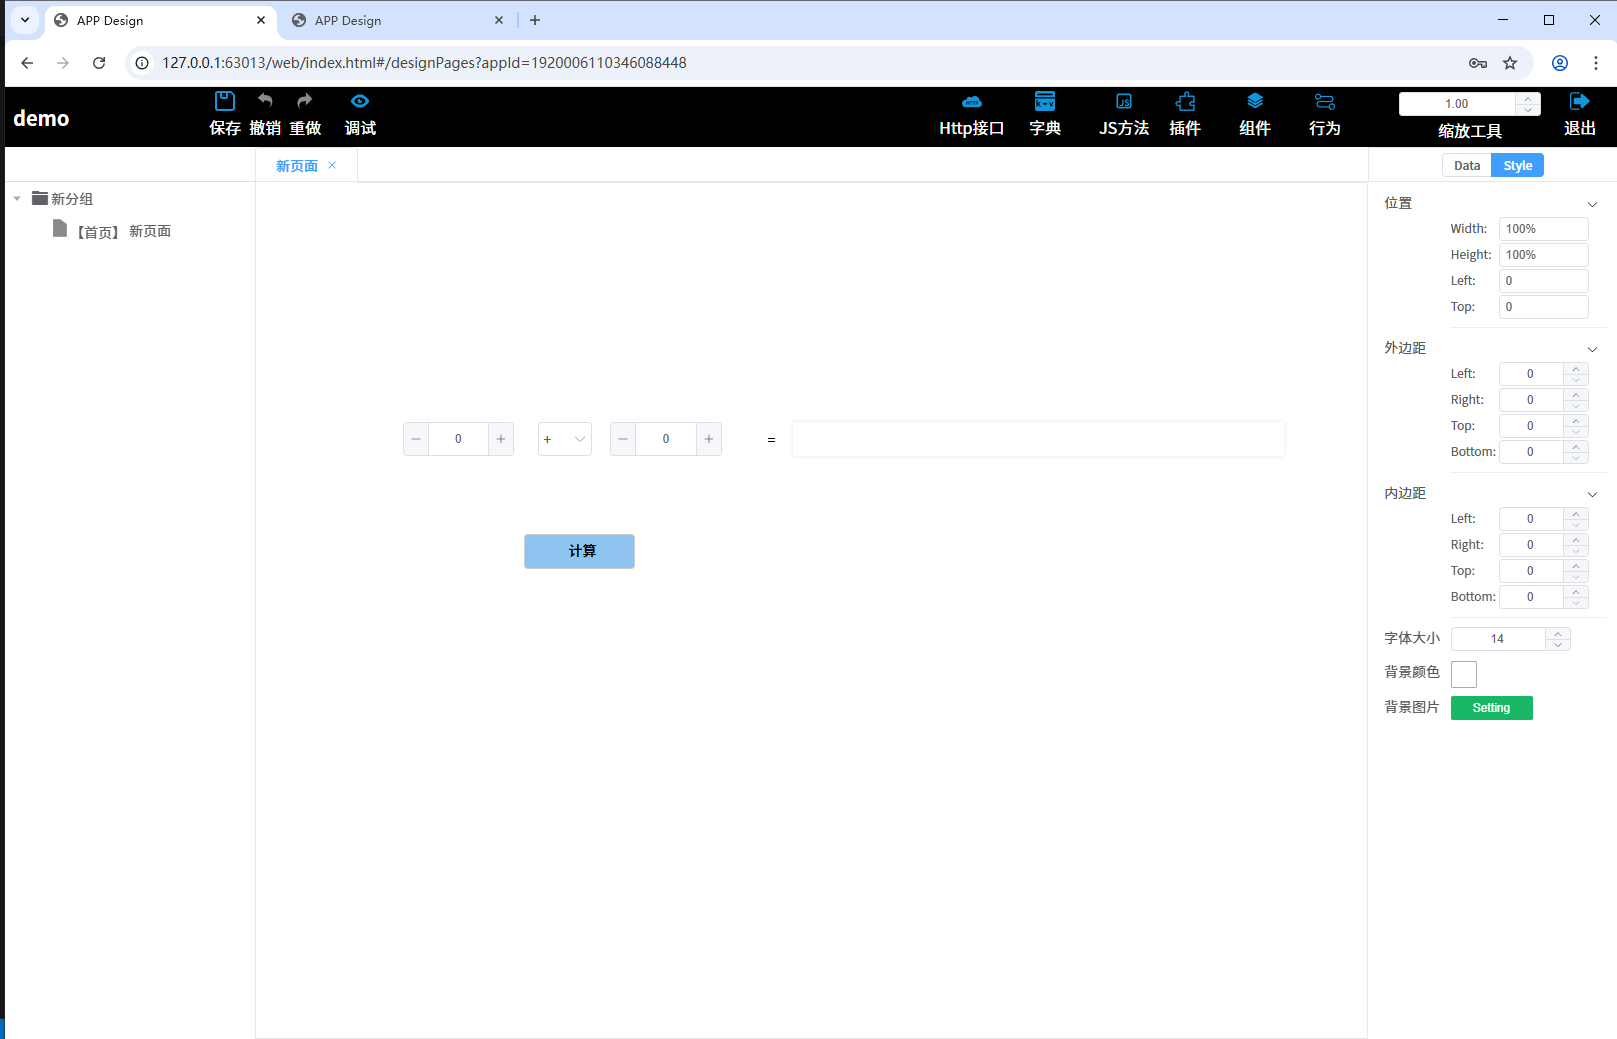 APP Design
APP Design
127.0.0.1:63013/web/index.html#/designPages?appId=1920006110346088448
demo
保存 撤销 重做 调试
Http接口 字典 JS方法 插件 组件 行为
1.00
缩放工具
退出
新页面
Data Style
新分组
【首页】 新页面
位置
Width: 100%
Height: 100%
Left: 0
Top: 0
外边距
Left: 0
Right: 0
Top: 0
Bottom: 0
0 + 0 =
计算
内边距
Left: 0
Right: 0
Top: 0
Bottom: 0
字体大小 14
背景颜色
背景图片 Setting